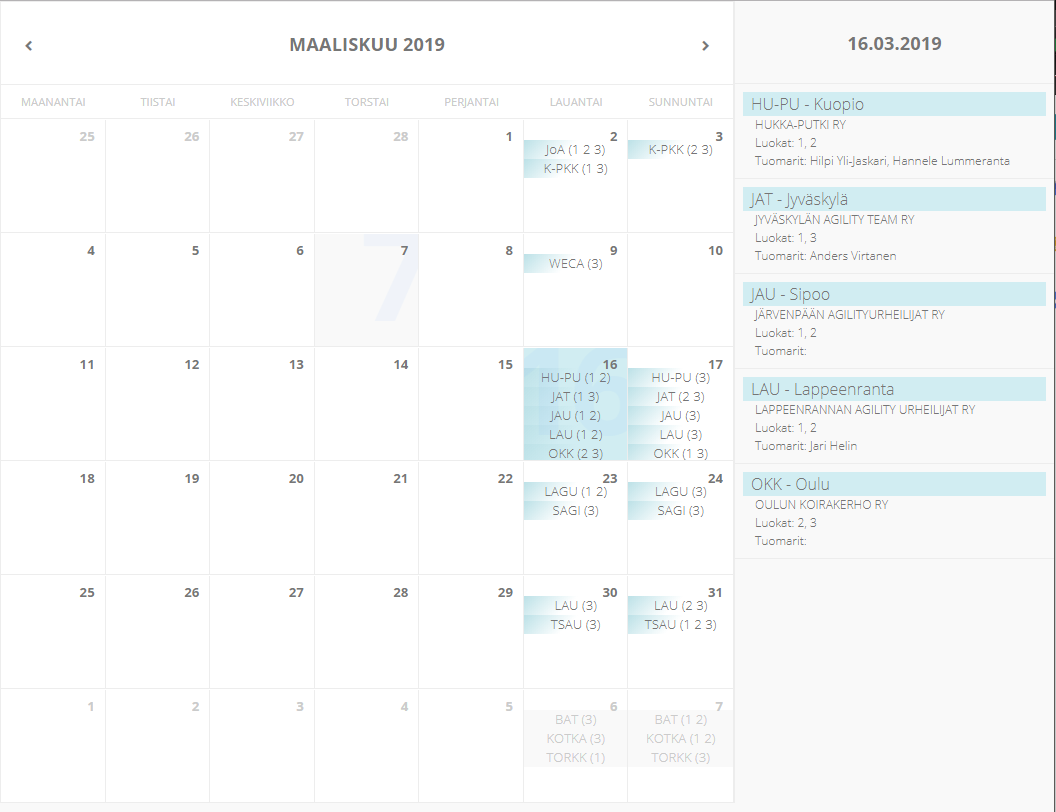 MAALISKUU 2019
MAANANTAI TIISTAI KESKIVIIKKO TORSTAI PERJANTAI LAUANTAI SUNNUNTAI
25 26 27 28 1 2 3
JoA (1 2 3) K-PKK (2 3)
K-PKK (1 3)
4 5 6 7 8 9 10
7
WECA (3)
11 12 13 14 15 16 17
16
HU-PU (1 2) HU-PU (3)
JAT (1 3) JAT (2 3)
JAU (1 2) JAU (3)
LAU (1 2) LAU (3)
OKK (2 3) OKK (1 3)
18 19 20 21 22 23 24
LAGU (1 2) LAGU (3)
SAGI (3) SAGI (3)
25 26 27 28 29 30 31
LAU (3) LAU (2 3)
TSAU (3) TSAU (1 2 3)
1 2 3 4 5 6 7
BAT (3) BAT (1 2)
KOTKA (3) KOTKA (1 2)
TORKK (1) TORKK (3)
16.03.2019
HU-PU - Kuopio
HUKKA-PUTKI RY
Luokat: 1, 2
Tuomarit: Hilpi Yli-Jaskari, Hannele Lummeranta
JAT - Jyväskylä
JYVÄSKYLÄN AGILITY TEAM RY
Luokat: 1, 3
Tuomarit: Anders Virtanen
JAU - Sipoo
JÄRVENPÄÄN AGILITYURHEILIJAT RY
Luokat: 1, 2
Tuomarit:
LAU - Lappeenranta
LAPPEENRANNAN AGILITY URHEILIJAT RY
Luokat: 1, 2
Tuomarit: Jari Helin
OKK - Oulu
OULUN KOIRAKERHO RY
Luokat: 2, 3
Tuomarit: